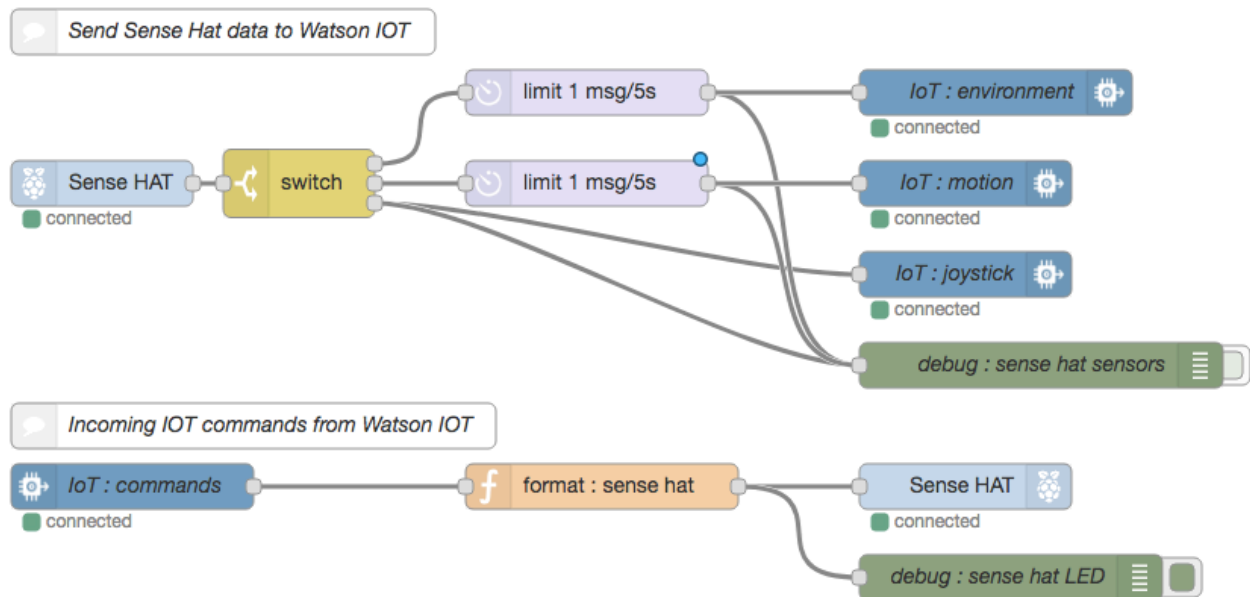 Send Sense Hat data to Watson IOT
limit 1 msg/5s
IoT : environment
connected
Sense HAT
connected
switch
limit 1 msg/5s
IoT : motion
connected
IoT : joystick
connected
debug : sense hat sensors
Incoming IOT commands from Watson IOT
IoT : commands
connected
format : sense hat
Sense HAT
connected
debug : sense hat LED